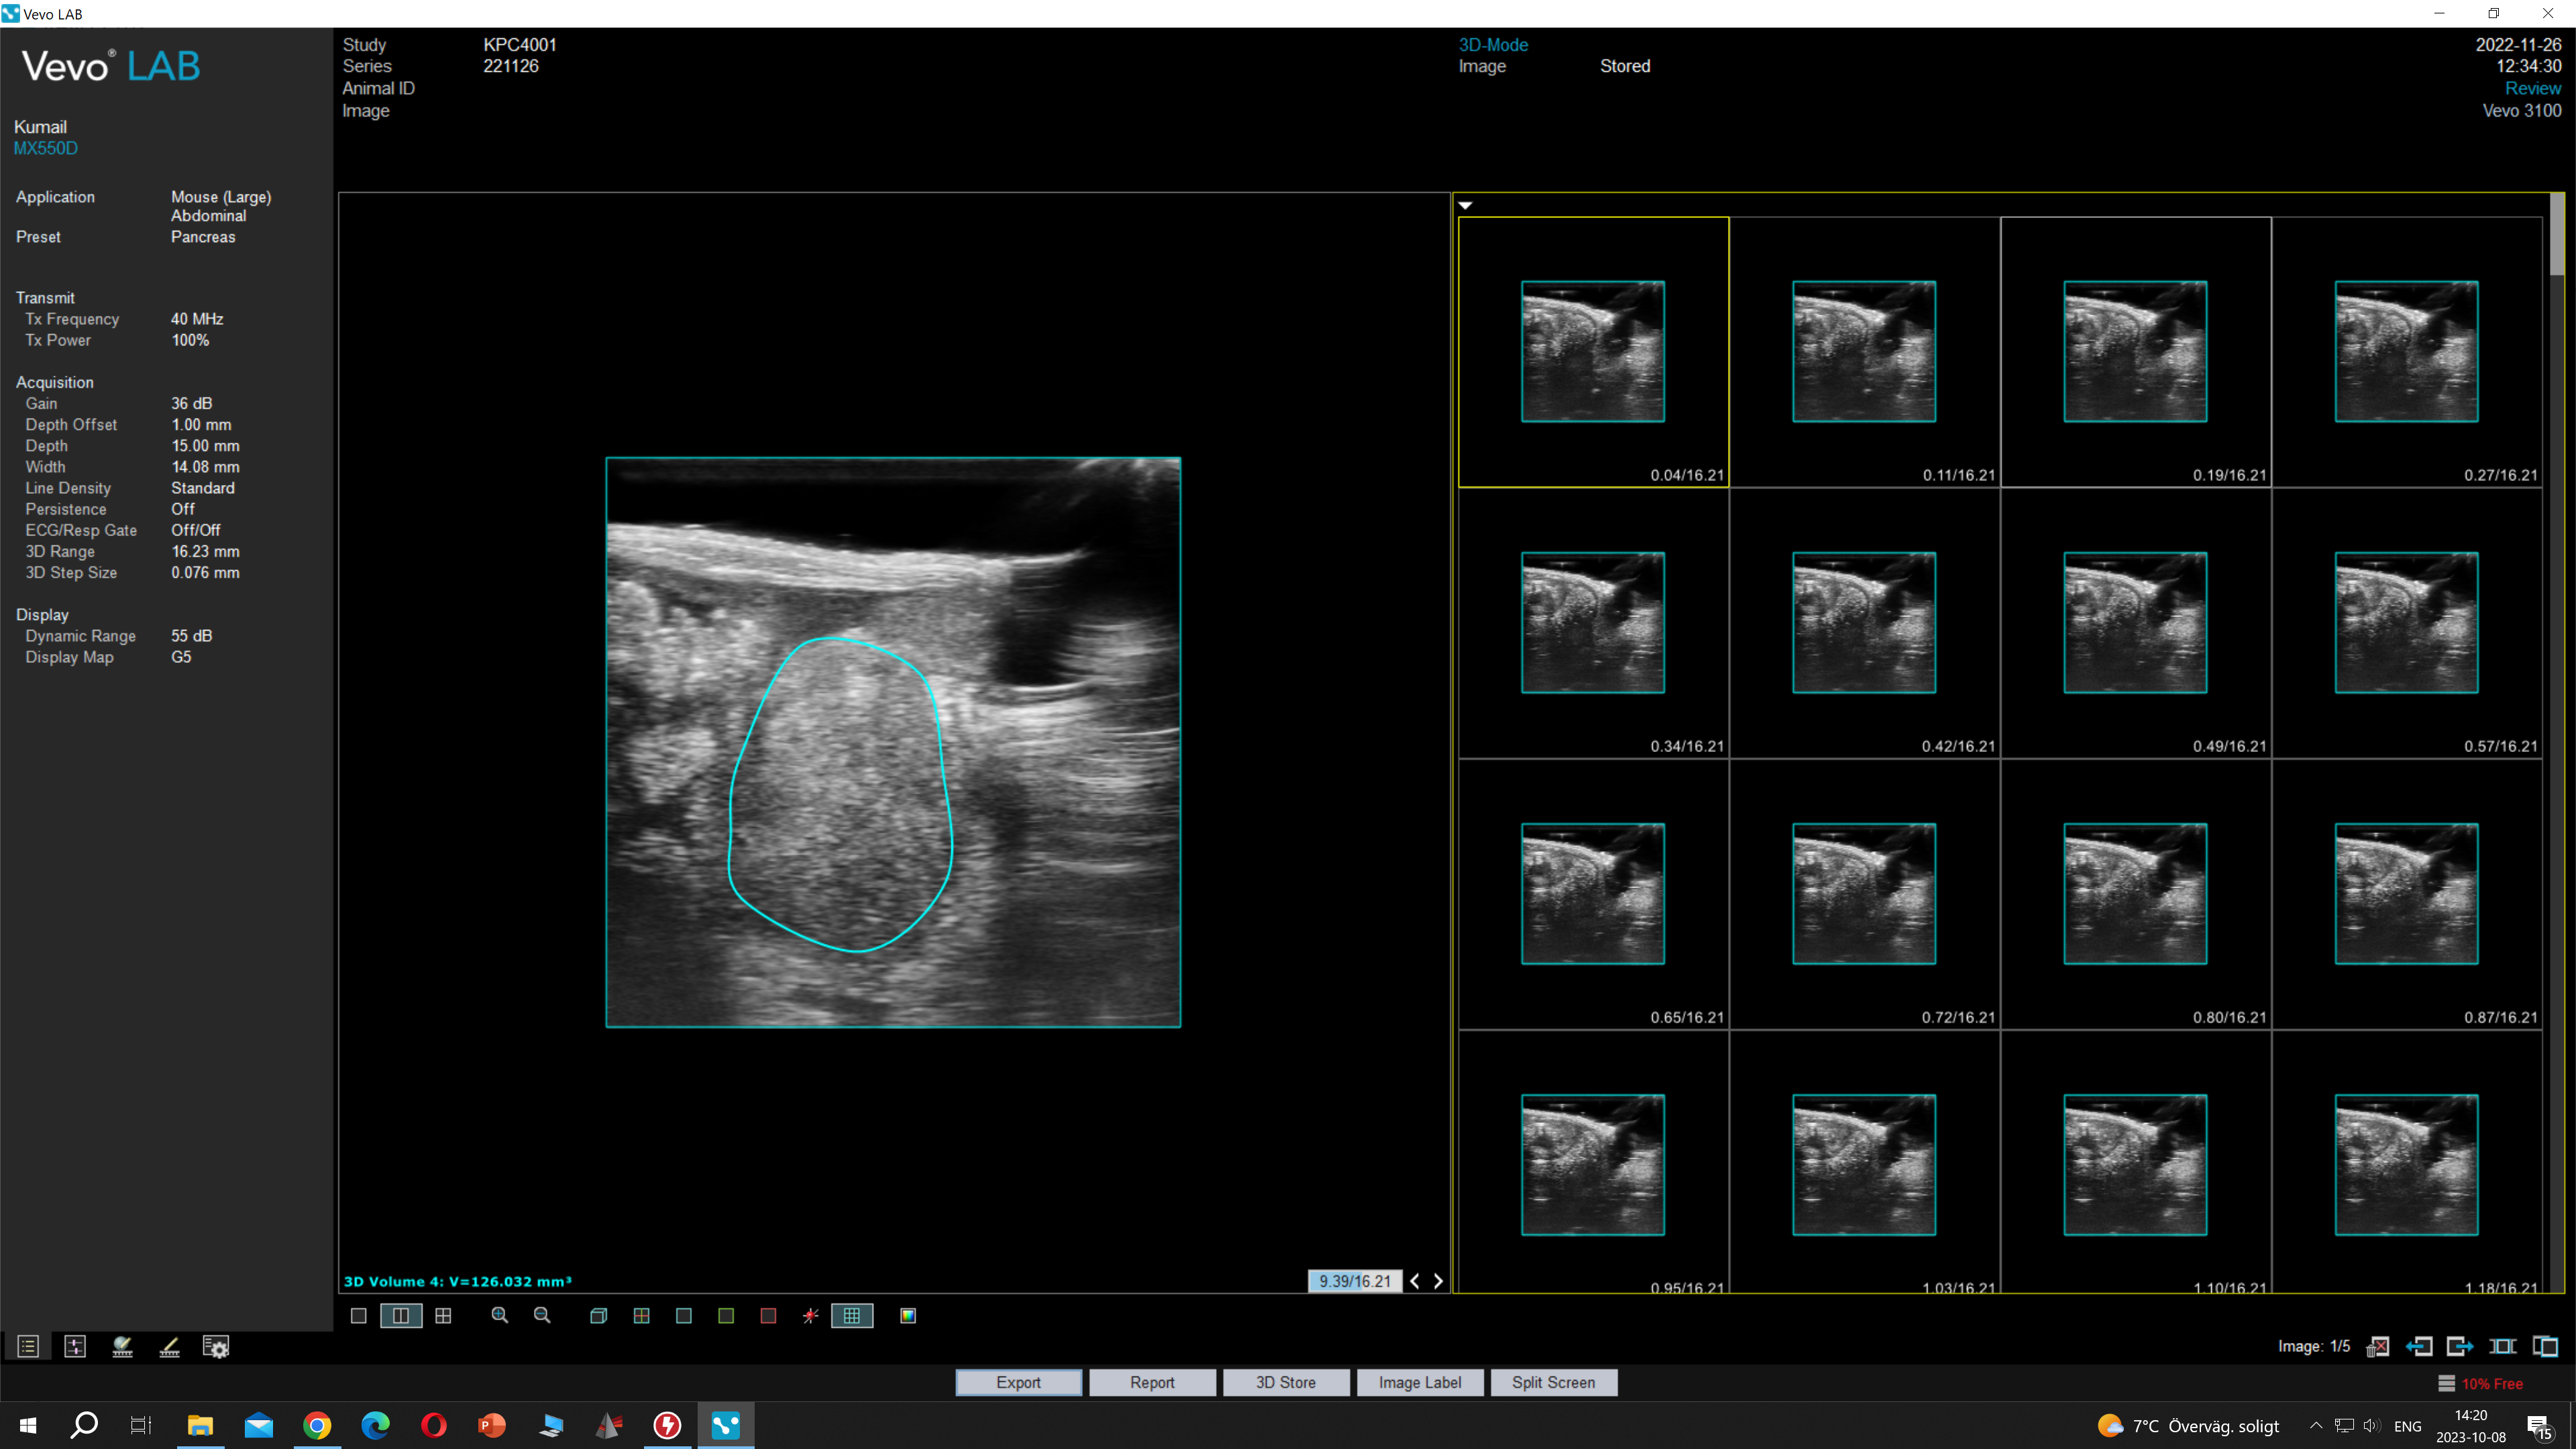 Vevo LAB
Vevo® LAB
Study KPC4001
Series 221126
Animal ID
Image
3D-Mode
Image Stored
2022-11-26
12:34:30
Review
Vevo 3100
Kumail
MX550D
Application Mouse (Large)
Abdominal
Preset Pancreas
Transmit
Tx Frequency 40 MHz
Tx Power 100%
Acquisition
Gain 36 dB
Depth Offset 1.00 mm
Depth 15.00 mm
Width 14.08 mm
Line Density Standard
Persistence Off
ECG/Resp Gate Off/Off
3D Range 16.23 mm
3D Step Size 0.076 mm
Display
Dynamic Range 55 dB
Display Map G5
3D Volume 4: V=126.032 mm³
9.39/16.21
0.04/16.21 0.11/16.21 0.19/16.21 0.27/16.21
0.34/16.21 0.42/16.21 0.49/16.21 0.57/16.21
0.65/16.21 0.72/16.21 0.80/16.21 0.87/16.21
0.95/16.21 1.03/16.21 1.10/16.21 1.18/16.21
Image: 1/5
Export Report 3D Store Image Label Split Screen
10% Free
P
7°C Överväg. soligt
ENG
14:20
2023-10-08
15